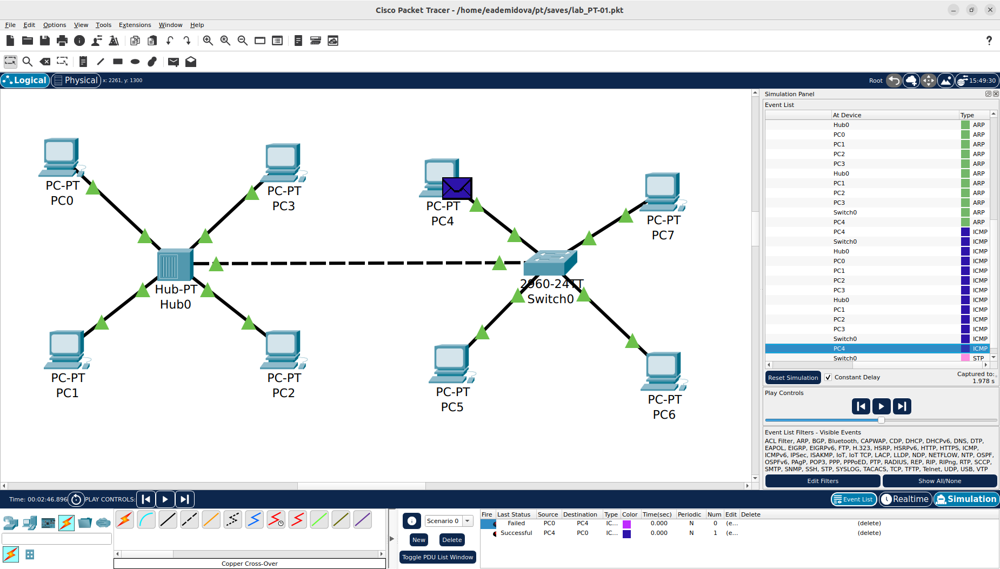 Cisco Packet Tracer - /home/eademidova/pt/saves/lab_PT-01.pkt
File Edit Options View Tools Extensions Window Help
Logical Physical x: 2261, y: 1300 Root 15:49:30
PC-PT
PC0
PC-PT
PC3
PC-PT
PC4
PC-PT
PC7
Hub-PT
Hub0
2960-24TT
Switch0
PC-PT
PC1
PC-PT
PC2
PC-PT
PC5
PC-PT
PC6
Simulation Panel
Event List
At Device Type
Hub0 ARP
PC0 ARP
PC1 ARP
PC2 ARP
PC3 ARP
Hub0 ARP
PC1 ARP
PC2 ARP
PC3 ARP
Switch0 ARP
PC4 ARP
PC4 ICMP
Switch0 ICMP
Hub0 ICMP
PC0 ICMP
PC1 ICMP
PC2 ICMP
PC3 ICMP
Hub0 ICMP
PC1 ICMP
PC2 ICMP
PC3 ICMP
Switch0 ICMP
PC4 ICMP
Switch0 STP
Reset Simulation Constant Delay Captured to:
1.978 s
Play Controls
Event List Filters - Visible Events
ACL Filter, ARP, BGP, Bluetooth, CAPWAP, CDP, DHCP, DHCPv6, DNS, DTP,
EAPOL, EIGRP, EIGRPv6, FTP, H.323, HSRP, HSRPv6, HTTP, HTTPS, ICMP,
ICMPv6, IPSec, ISAKMP, IoT, IoT TCP, LACP, LLDP, NDP, NETFLOW, NTP, OSPF,
OSPFv6, PAgP, POP3, PPP, PPPoED, PTP, RADIUS, REP, RIP, RIPng, RTP, SCCP,
SMTP, SNMP, SSH, STP, SYSLOG, TACACS, TCP, TFTP, Telnet, UDP, USB, VTP
Edit Filters Show All/None
Time: 00:02:46.896 PLAY CONTROLS: Event List Realtime Simulation
Scenario 0
New Delete
Toggle PDU List Window
Copper Cross-Over
Fire Last Status Source Destination Type Color Time(sec) Periodic Num Edit Delete
Failed PC0 PC4 IC... 0.000 N 0 (e... (delete)
Successful PC4 PC0 IC... 0.000 N 1 (e... (delete)